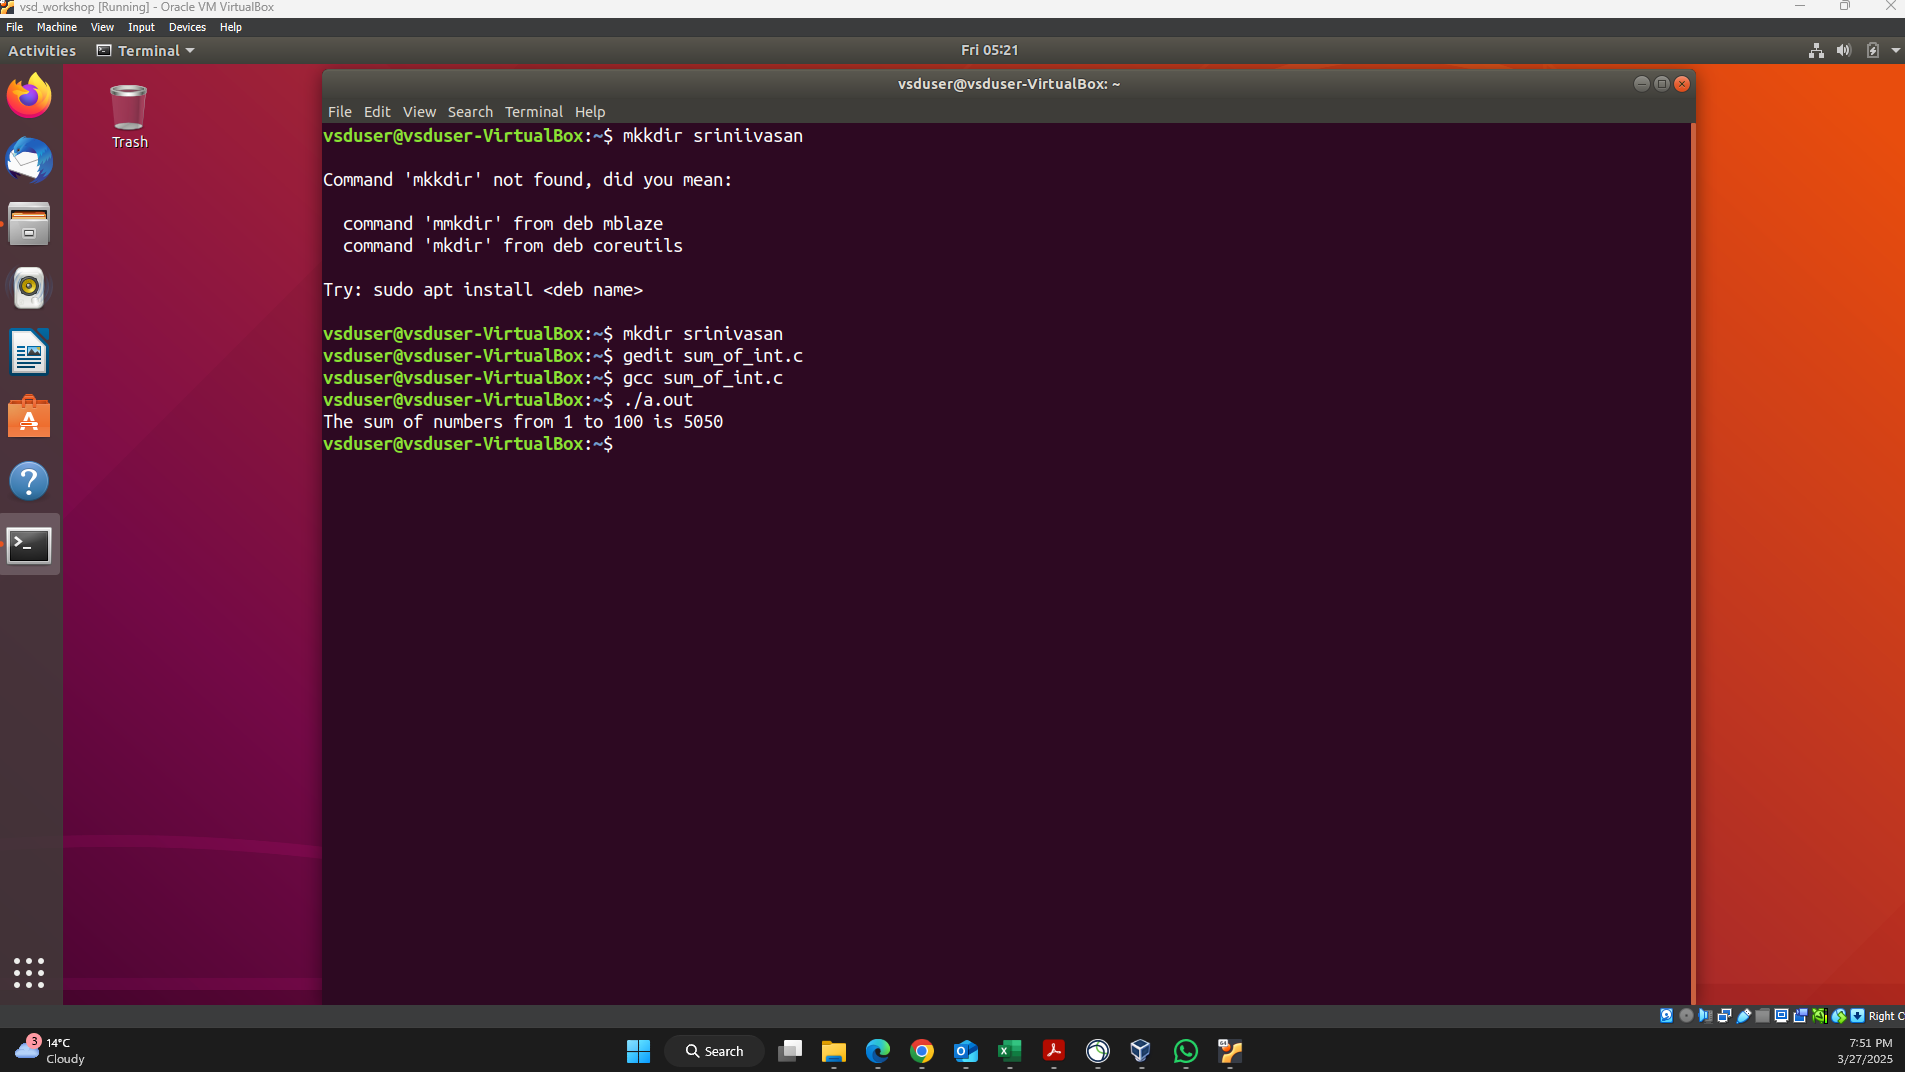 vsd_workshop [Running] - Oracle VM VirtualBox
File Machine View Input Devices Help
Activities Terminal Fri 05:21
Trash
vsduser@vsduser-VirtualBox: ~
File Edit View Search Terminal Help
vsduser@vsduser-VirtualBox:~$ mkkdir sriniivasan
Command 'mkkdir' not found, did you mean:
command 'mmkdir' from deb mblaze
command 'mkdir' from deb coreutils
Try: sudo apt install <deb name>
vsduser@vsduser-VirtualBox:~$ mkdir srinivasan
vsduser@vsduser-VirtualBox:~$ gedit sum_of_int.c
vsduser@vsduser-VirtualBox:~$ gcc sum_of_int.c
vsduser@vsduser-VirtualBox:~$ ./a.out
The sum of numbers from 1 to 100 is 5050
vsduser@vsduser-VirtualBox:~$
Right C
3
14°C
Cloudy
Search
64
7:51 PM
3/27/2025